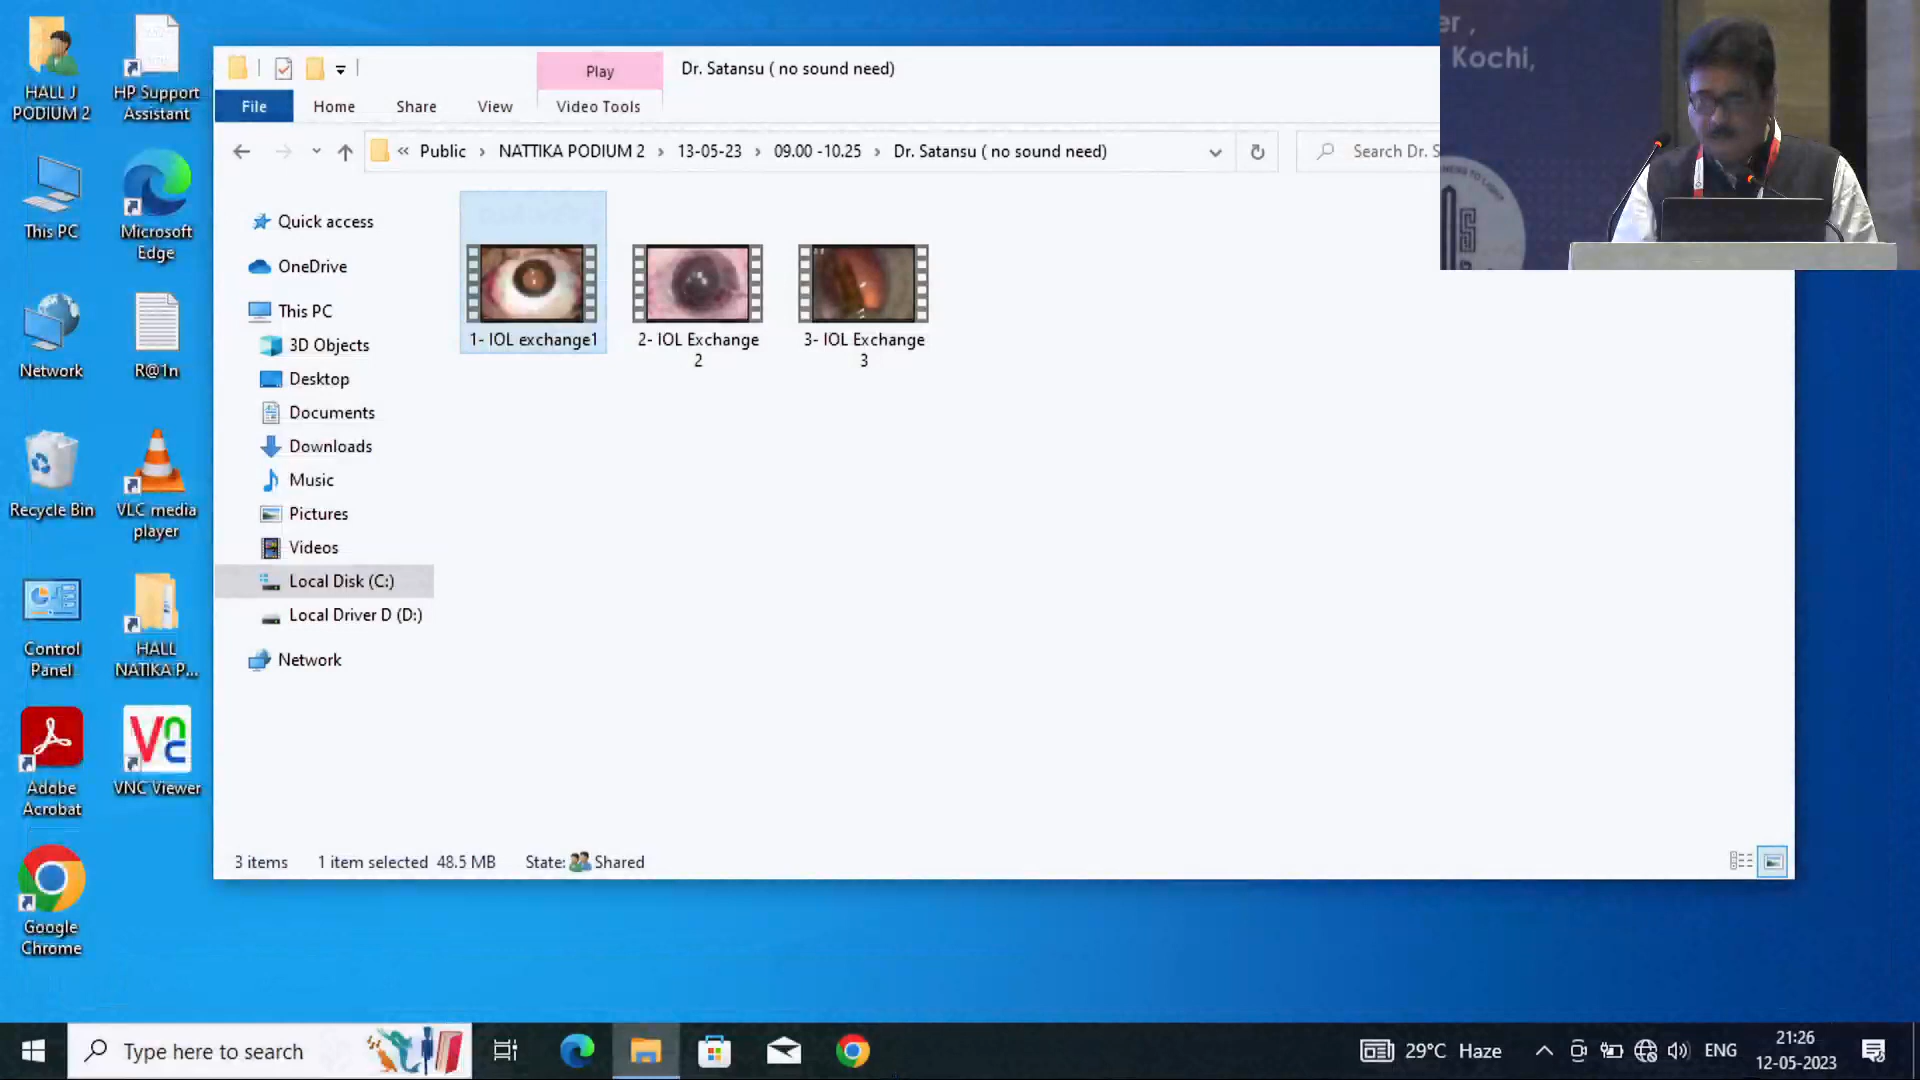 HALL J
PODIUM 2
HP Support
Assistant
This PC
Microsoft
Edge
Network
R@1n
Recycle Bin
VLC media
player
Control
Panel
HALL
NATIKA P...
Adobe
Acrobat
VNC Viewer
Google
Chrome
Play
Dr. Satansu ( no sound need)
File
Home
Share
View
Video Tools
« Public > NATTIKA PODIUM 2 > 13-05-23 > 09.00 -10.25 > Dr. Satansu ( no sound need)
Search Dr. S
Quick access
OneDrive
This PC
3D Objects
Desktop
Documents
Downloads
Music
Pictures
Videos
Local Disk (C:)
Local Driver D (D:)
Network
1- IOL exchange1
2- IOL Exchange
2
3- IOL Exchange
3
3 items
1 item selected 48.5 MB
State: Shared
er ,
Kochi,
Type here to search
29°C Haze
ENG
21:26
12-05-2023